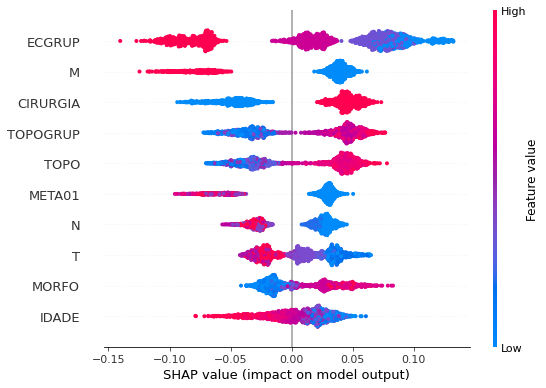 High
ECGRUP
M
CIRURGIA
TOPOGRUP
TOPO
META01
N
T
MORFO
IDADE
Feature value
Low
−0.15 −0.10 −0.05 0.00 0.05 0.10
SHAP value (impact on model output)